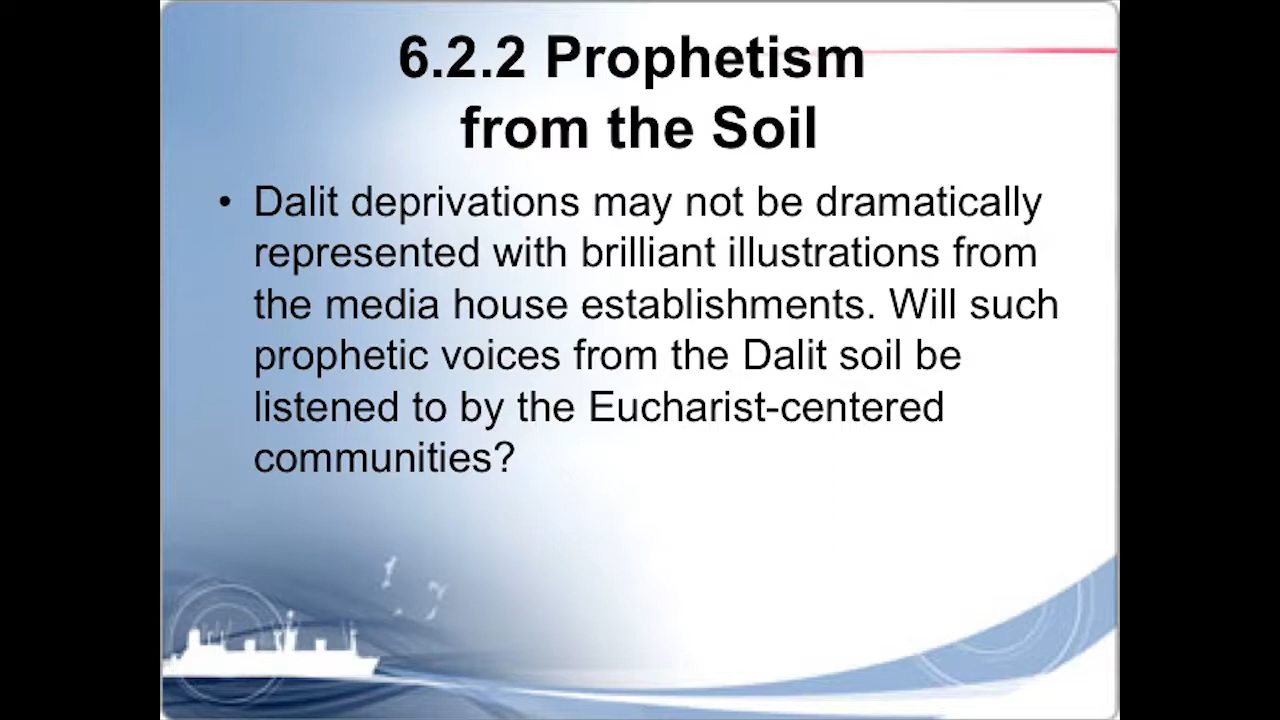 6.2.2 Prophetism
from the Soil
• Dalit deprivations may not be dramatically
represented with brilliant illustrations from
the media house establishments. Will such
prophetic voices from the Dalit soil be
listened to by the Eucharist-centered
communities?